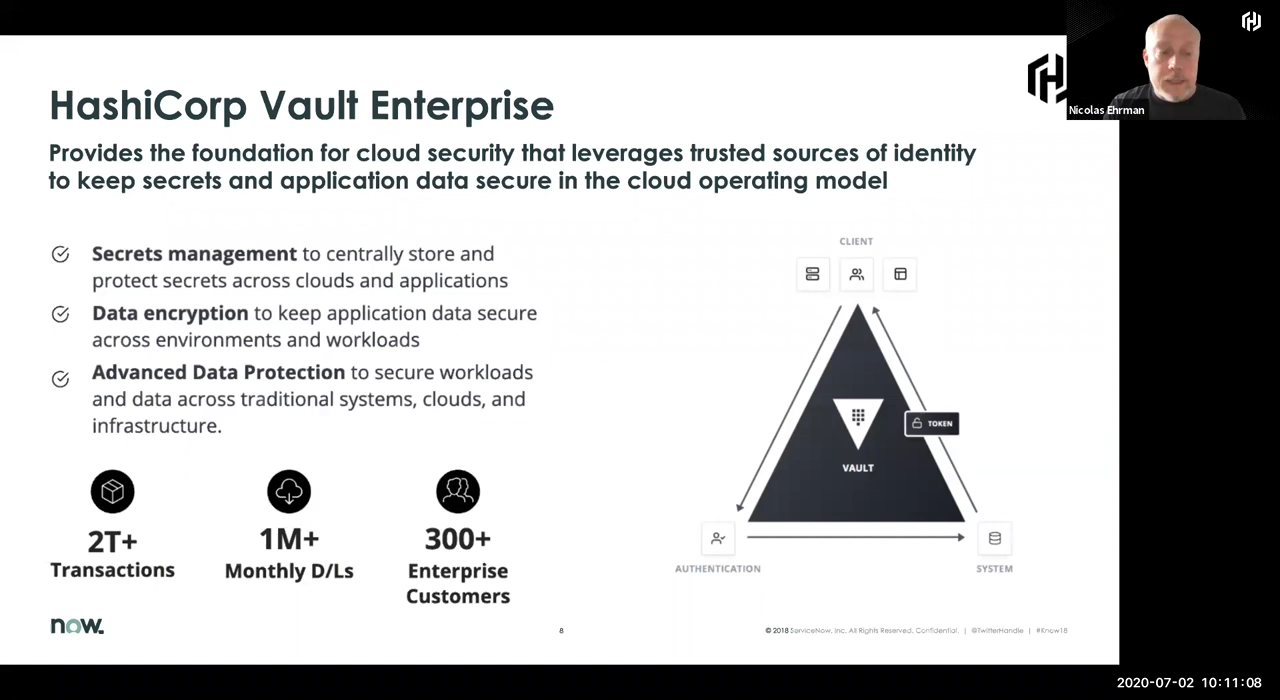 HashiCorp Vault Enterprise
Nicolas Ehrman
Provides the foundation for cloud security that leverages trusted sources of identity
to keep secrets and application data secure in the cloud operating model
Secrets management to centrally store and
protect secrets across clouds and applications
Data encryption to keep application data secure
across environments and workloads
Advanced Data Protection to secure workloads
and data across traditional systems, clouds, and
infrastructure.
2T+
Transactions
1M+
Monthly D/Ls
300+
Enterprise
Customers
CLIENT
TOKEN
VAULT
AUTHENTICATION
SYSTEM
now.
8
© 2018 ServiceNow, Inc. All Rights Reserved. Confidential. | @TwitterHandle | #Know18
2020-07-02 10:11:08